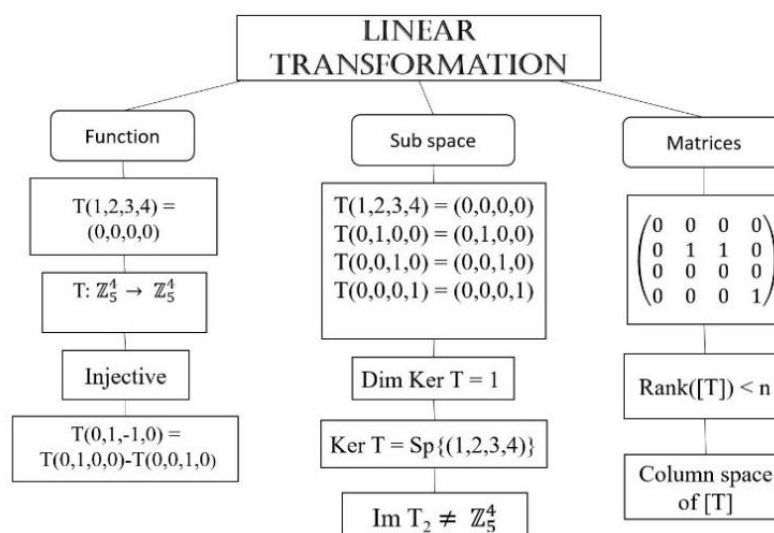 LINEAR
TRANSFORMATION
Function
Sub space
Matrices
T(1,2,3,4) =
(0,0,0,0)
T: ℤ₅⁴ → ℤ₅⁴
Injective
T(0,1,-1,0) =
T(0,1,0,0)-T(0,0,1,0)
T(1,2,3,4) = (0,0,0,0)
T(0,1,0,0) = (0,1,0,0)
T(0,0,1,0) = (0,0,1,0)
T(0,0,0,1) = (0,0,0,1)
Dim Ker T = 1
Ker T = Sp{(1,2,3,4)}
Im T₂ ≠ ℤ₅⁴
0 0 0 0
0 1 1 0
0 0 0 0
0 0 0 1
Rank([T]) < n
Column space
of [T]